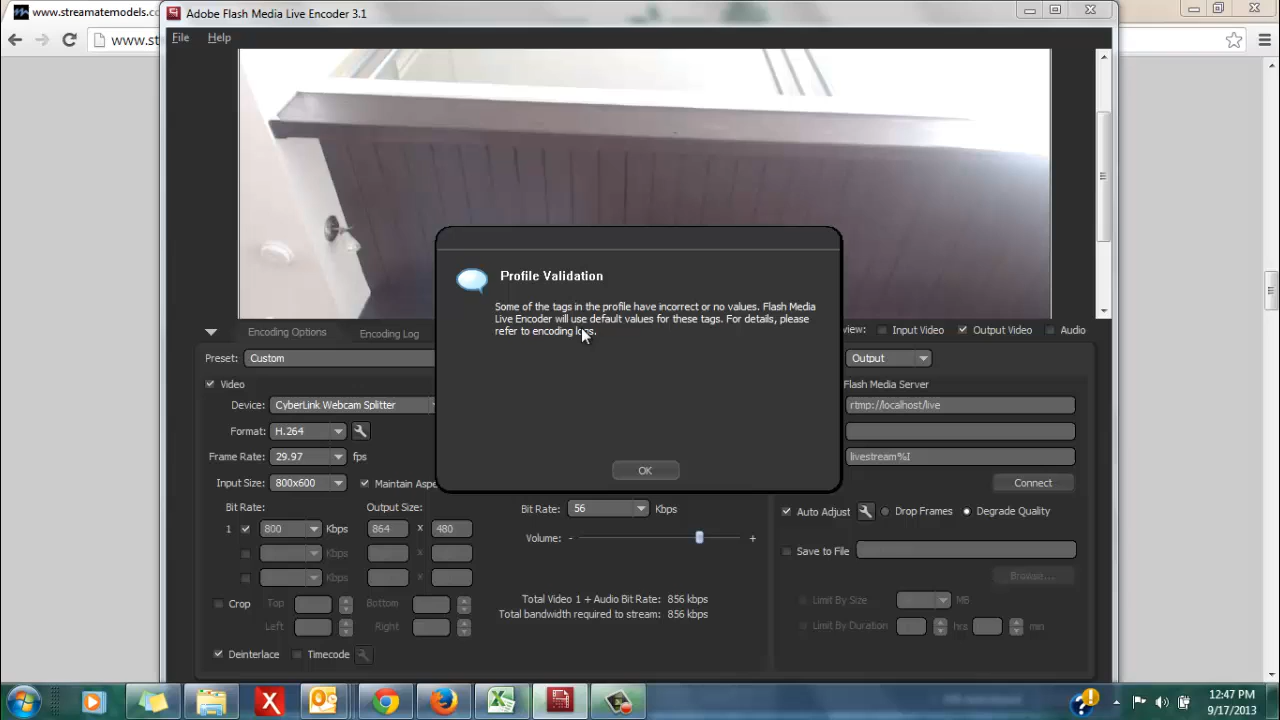 www.streamatemodels.c
Adobe Flash Media Live Encoder 3.1
www.st
File Help
Profile Validation
Some of the tags in the profile have incorrect or no values. Flash Media
Live Encoder will use default values for these tags. For details, please
refer to encoding logs.
OK
Encoding Options
Encoding Log
Input Video
Output Video
Audio
Preset: Custom
Output
Video
Flash Media Server
Device: CyberLink Webcam Splitter
rtmp://localhost/live
Format: H.264
Frame Rate: 29.97 fps
livestream%I
Input Size: 800x600
Maintain Aspe
Connect
Bit Rate:
Output Size:
Bit Rate: 56 Kbps
Auto Adjust
Drop Frames
Degrade Quality
1 800 Kbps 864 x 480
Volume: - +
Kbps x
Save to File
Kbps x
Browse...
Crop Top Bottom
Total Video 1 + Audio Bit Rate: 856 kbps
Limit By Size MB
Left Right
Total bandwidth required to stream: 856 kbps
Limit By Duration hrs min
Deinterlace
Timecode
12:47 PM
9/17/2013